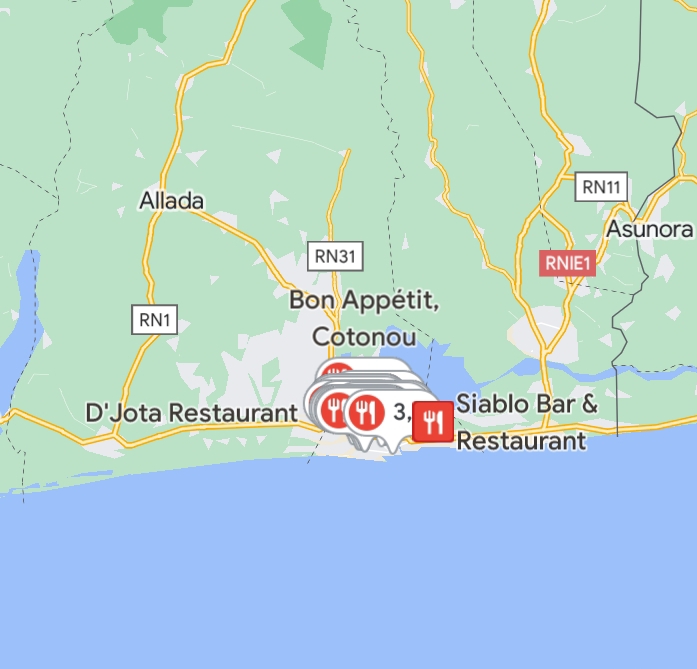 RN11
Allada
Asunora
RN31
RNIE1
Bon Appétit,
Cotonou
RN1
D'Jota Restaurant
3,
Siablo Bar &
Restaurant